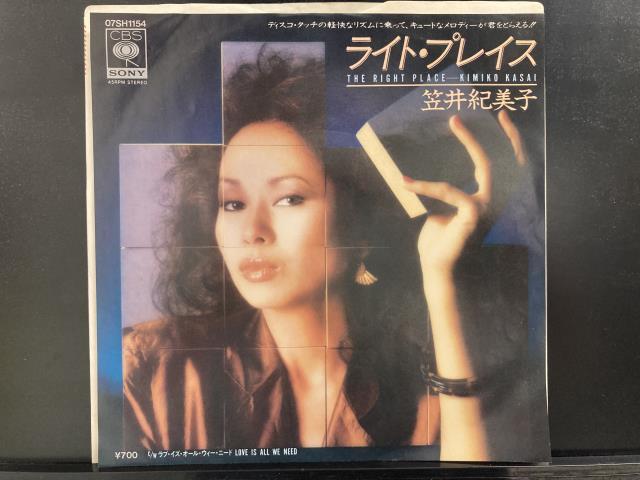 07SH1154
CBS
SONY
45RPM STEREO
ディスコ・タッチの軽快なリズムに乗って、キュートなメロディーが君をとらえる!!
ライト・プレイス
THE RIGHT PLACE—KIMIKO KASAI
笠井紀美子
¥700
c/w ラブ・イズ・オール・ウィー・ニード LOVE IS ALL WE NEED